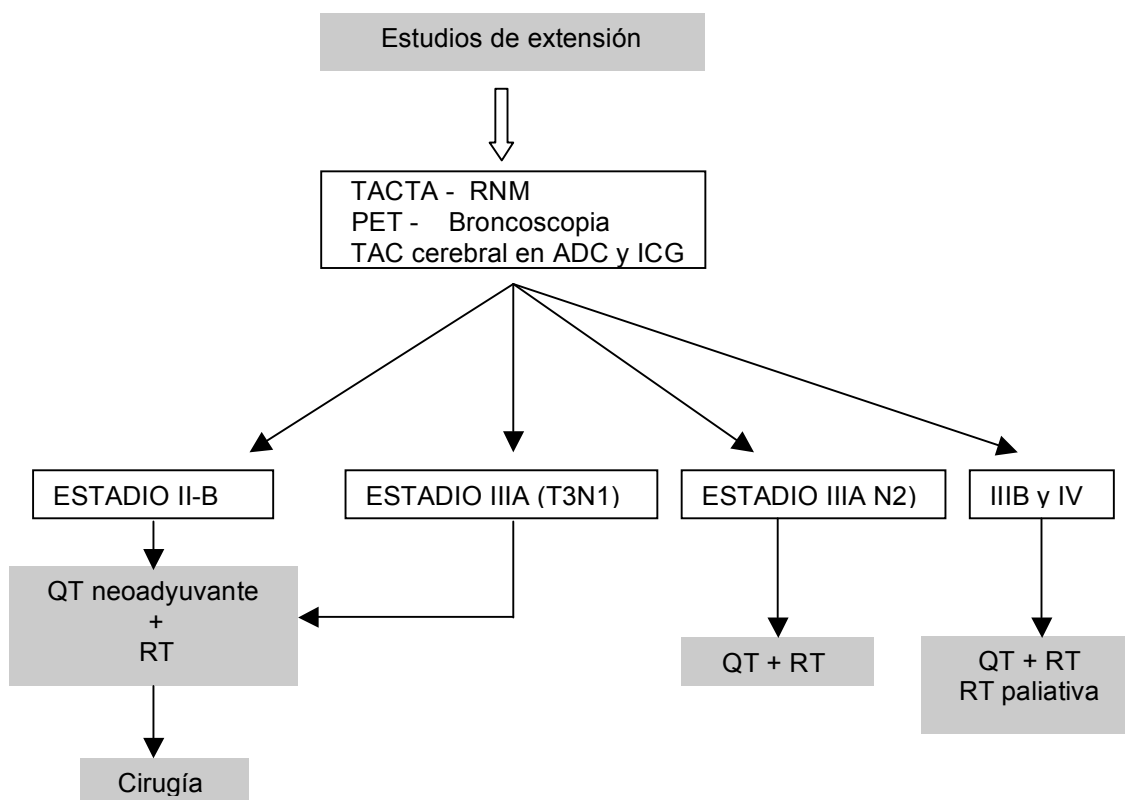 Estudios de extensión
TACTA - RNM
PET - Broncoscopia
TAC cerebral en ADC y ICG
ESTADIO II-B
ESTADIO IIIA (T3N1)
ESTADIO IIIA N2)
IIIB y IV
QT neoadyuvante
+
RT
QT + RT
QT + RT
RT paliativa
Cirugía